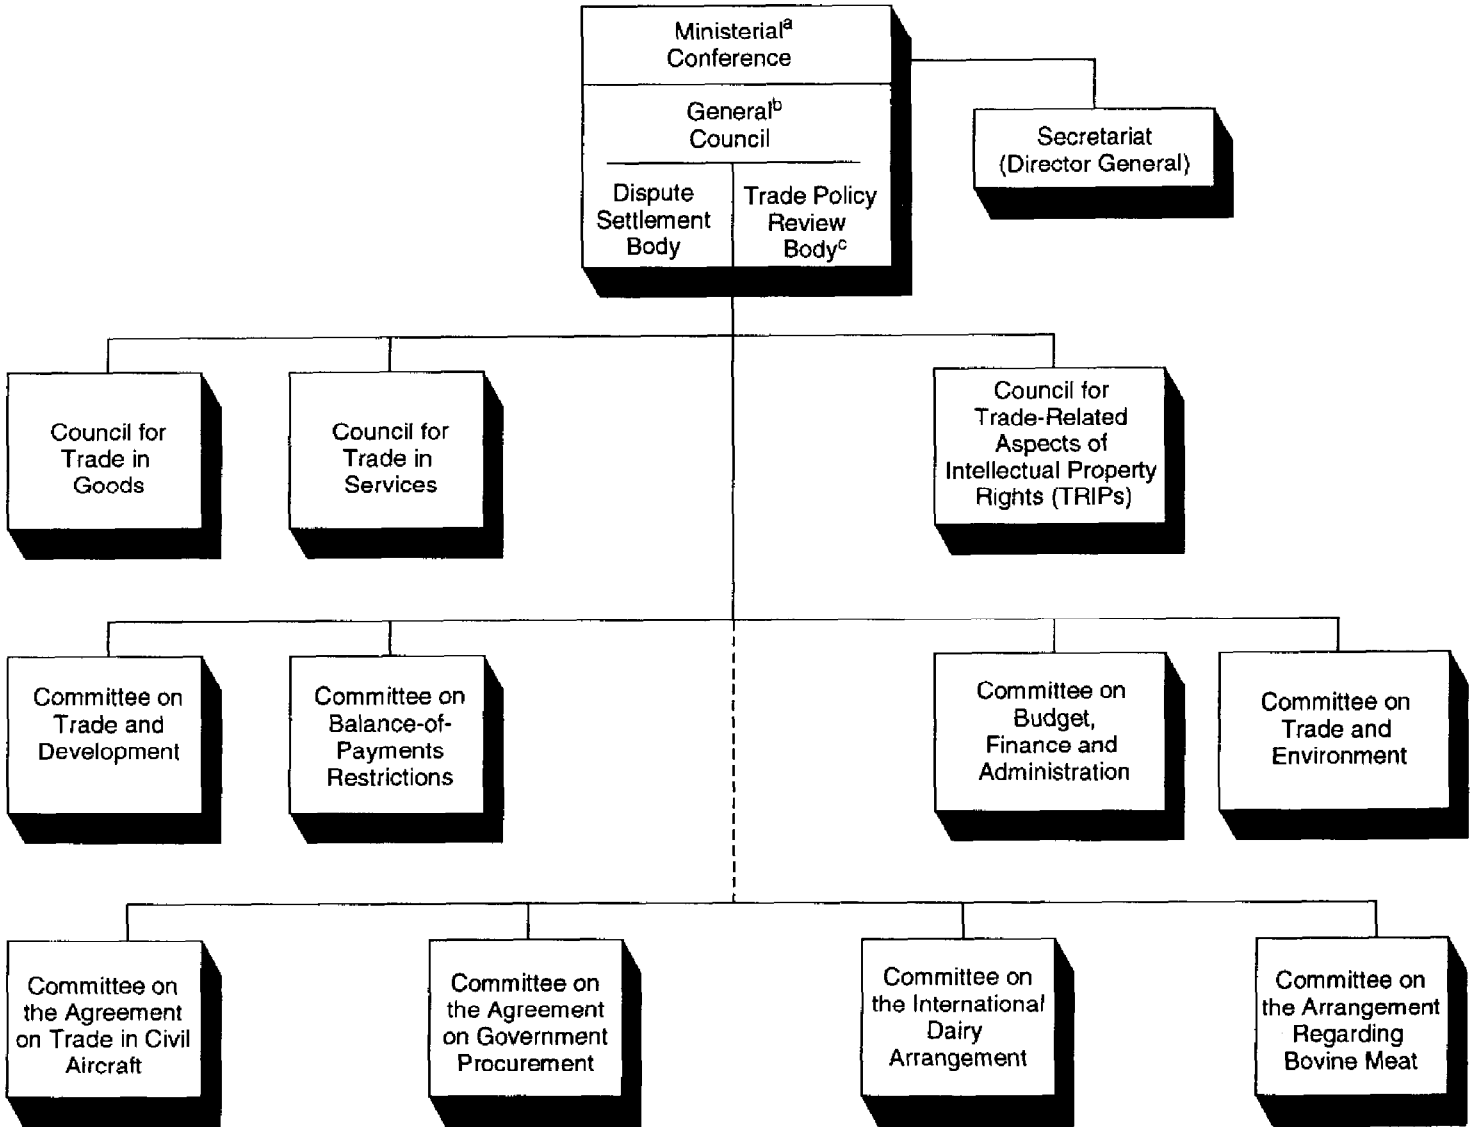 Ministerialᵃ
Conference
Generalᵇ
Council
Dispute
Settlement
Body
Trade Policy
Review
Bodyᶜ
Secretariat
(Director General)
Council for
Trade in
Goods
Council for
Trade in
Services
Council for
Trade-Related
Aspects of
Intellectual Property
Rights (TRIPs)
Committee on
Trade and
Development
Committee on
Balance-of-
Payments
Restrictions
Committee on
Budget,
Finance and
Administration
Committee on
Trade and
Environment
Committee on
the Agreement
on Trade in Civil
Aircraft
Committee on
the Agreement
on Government
Procurement
Committee on
the International
Dairy
Arrangement
Committee on
the Arrangement
Regarding
Bovine Meat